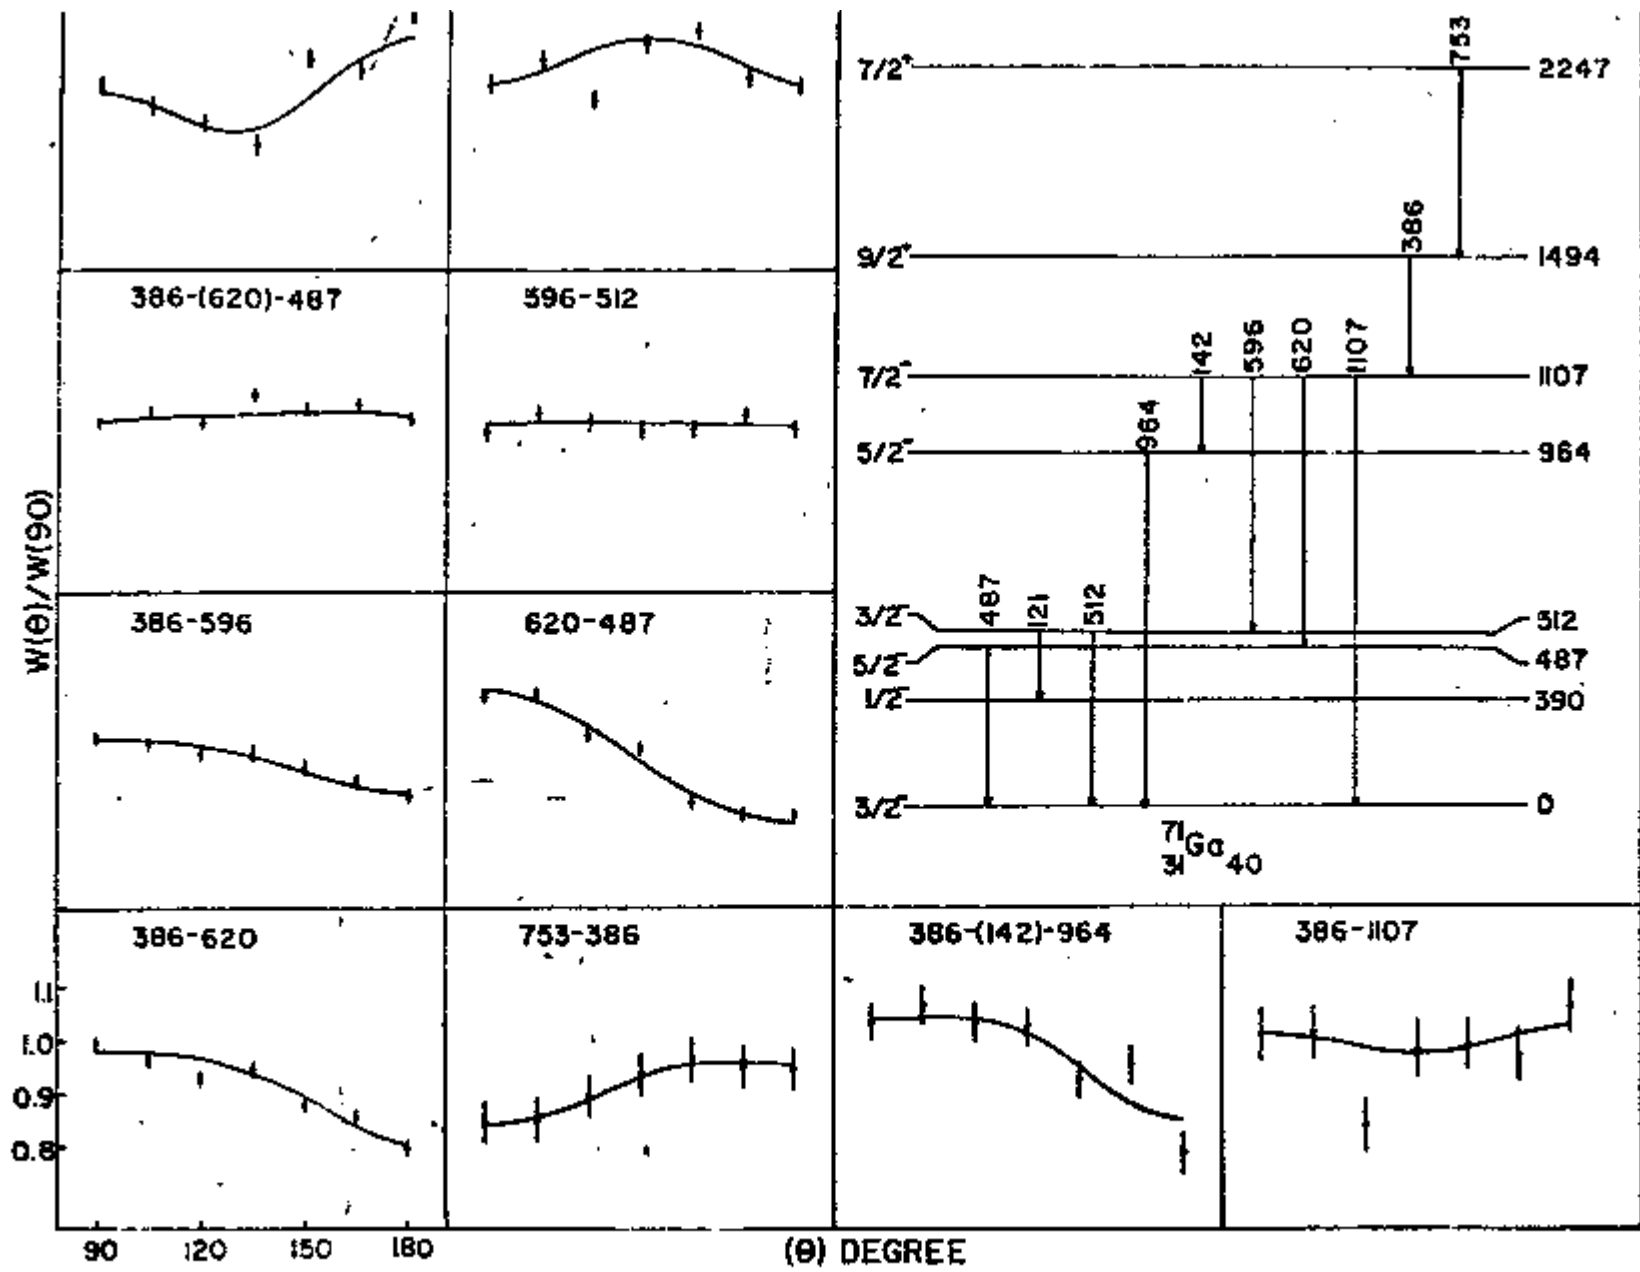 753
7/2⁺ 2247
386
9/2⁺ 1494
386-(620)-487 596-512
142 596 620 1107
7/2⁻ 1107
964
5/2⁻ 964
W(θ)/W(90)
487 121 512
386-596 620-487
3/2⁻ 512
5/2⁻ 487
1/2⁻ 390
3/2⁻ 0
⁷¹₃₁Ga₄₀
386-620 753-386 386-(142)-964 386-1107
1.1
1.0
0.9
0.8
90 120 150 180 (θ) DEGREE